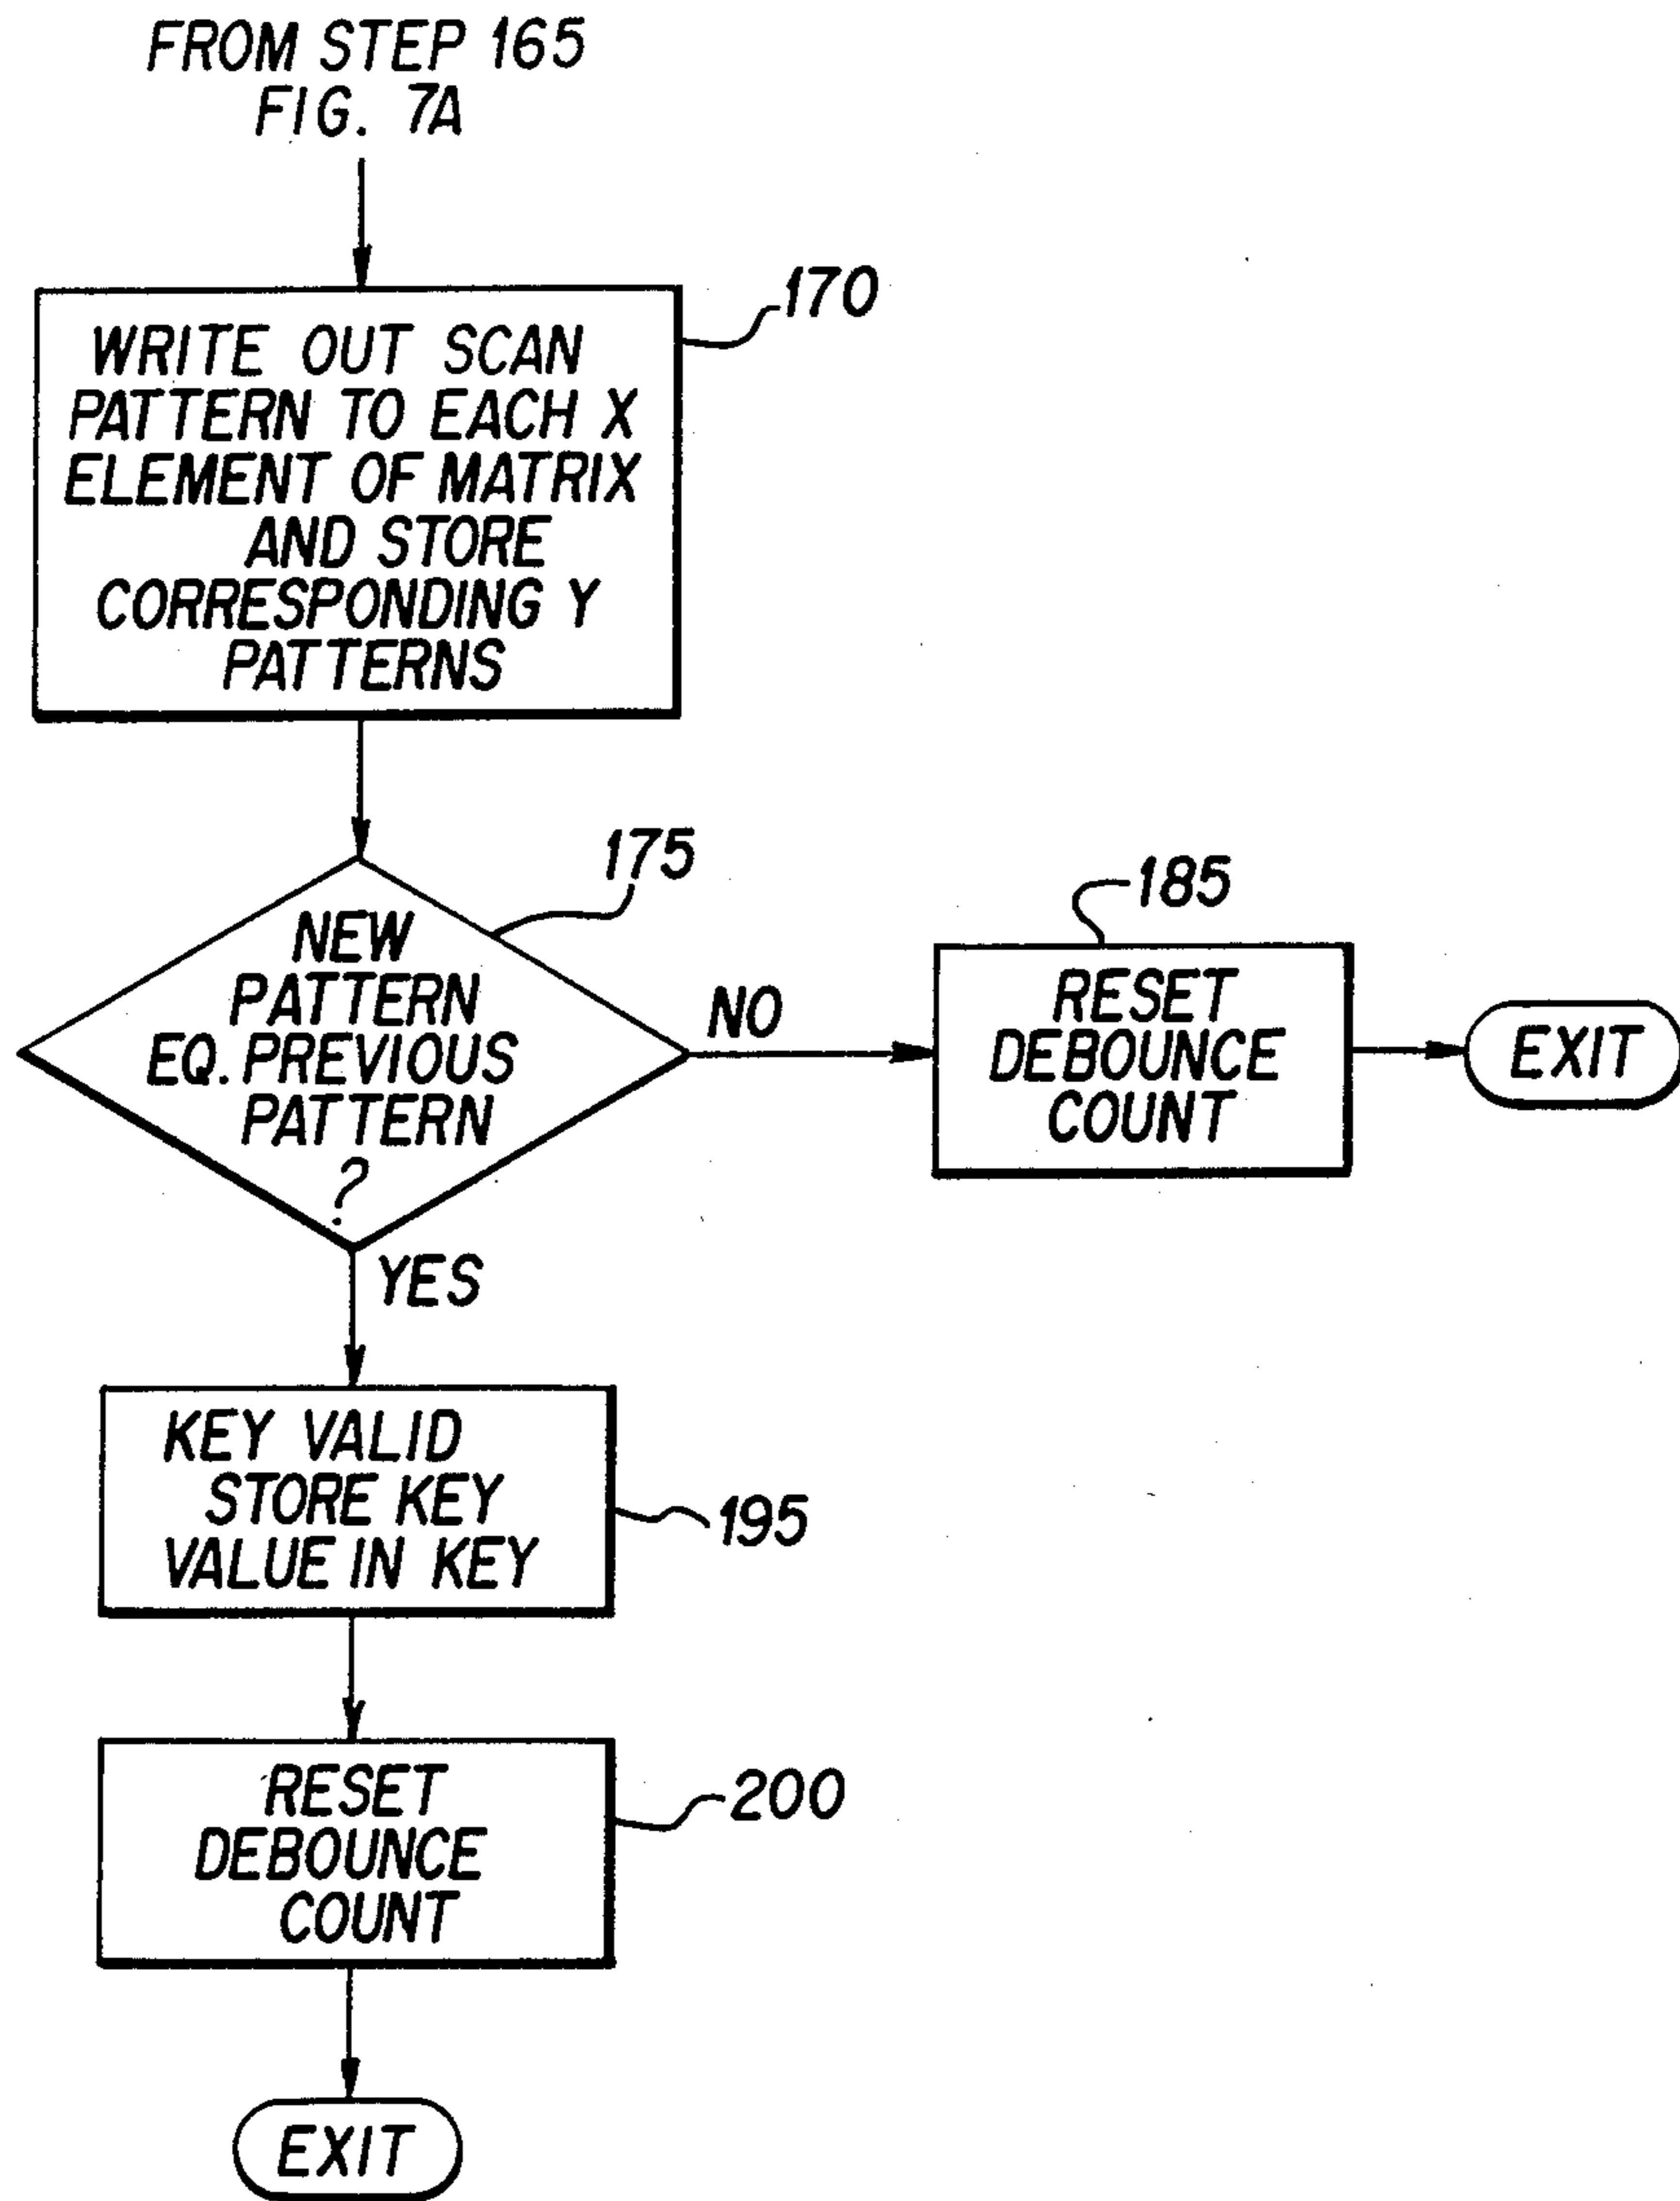 FROM STEP 165
FIG. 7A
170
WRITE OUT SCAN
PATTERN TO EACH X
ELEMENT OF MATRIX
AND STORE
CORRESPONDING Y
PATTERNS
175
NEW
PATTERN
EQ. PREVIOUS
PATTERN
?
NO
185
RESET
DEBOUNCE
COUNT
EXIT
YES
KEY VALID
STORE KEY
VALUE IN KEY
195
RESET
DEBOUNCE
COUNT
200
EXIT